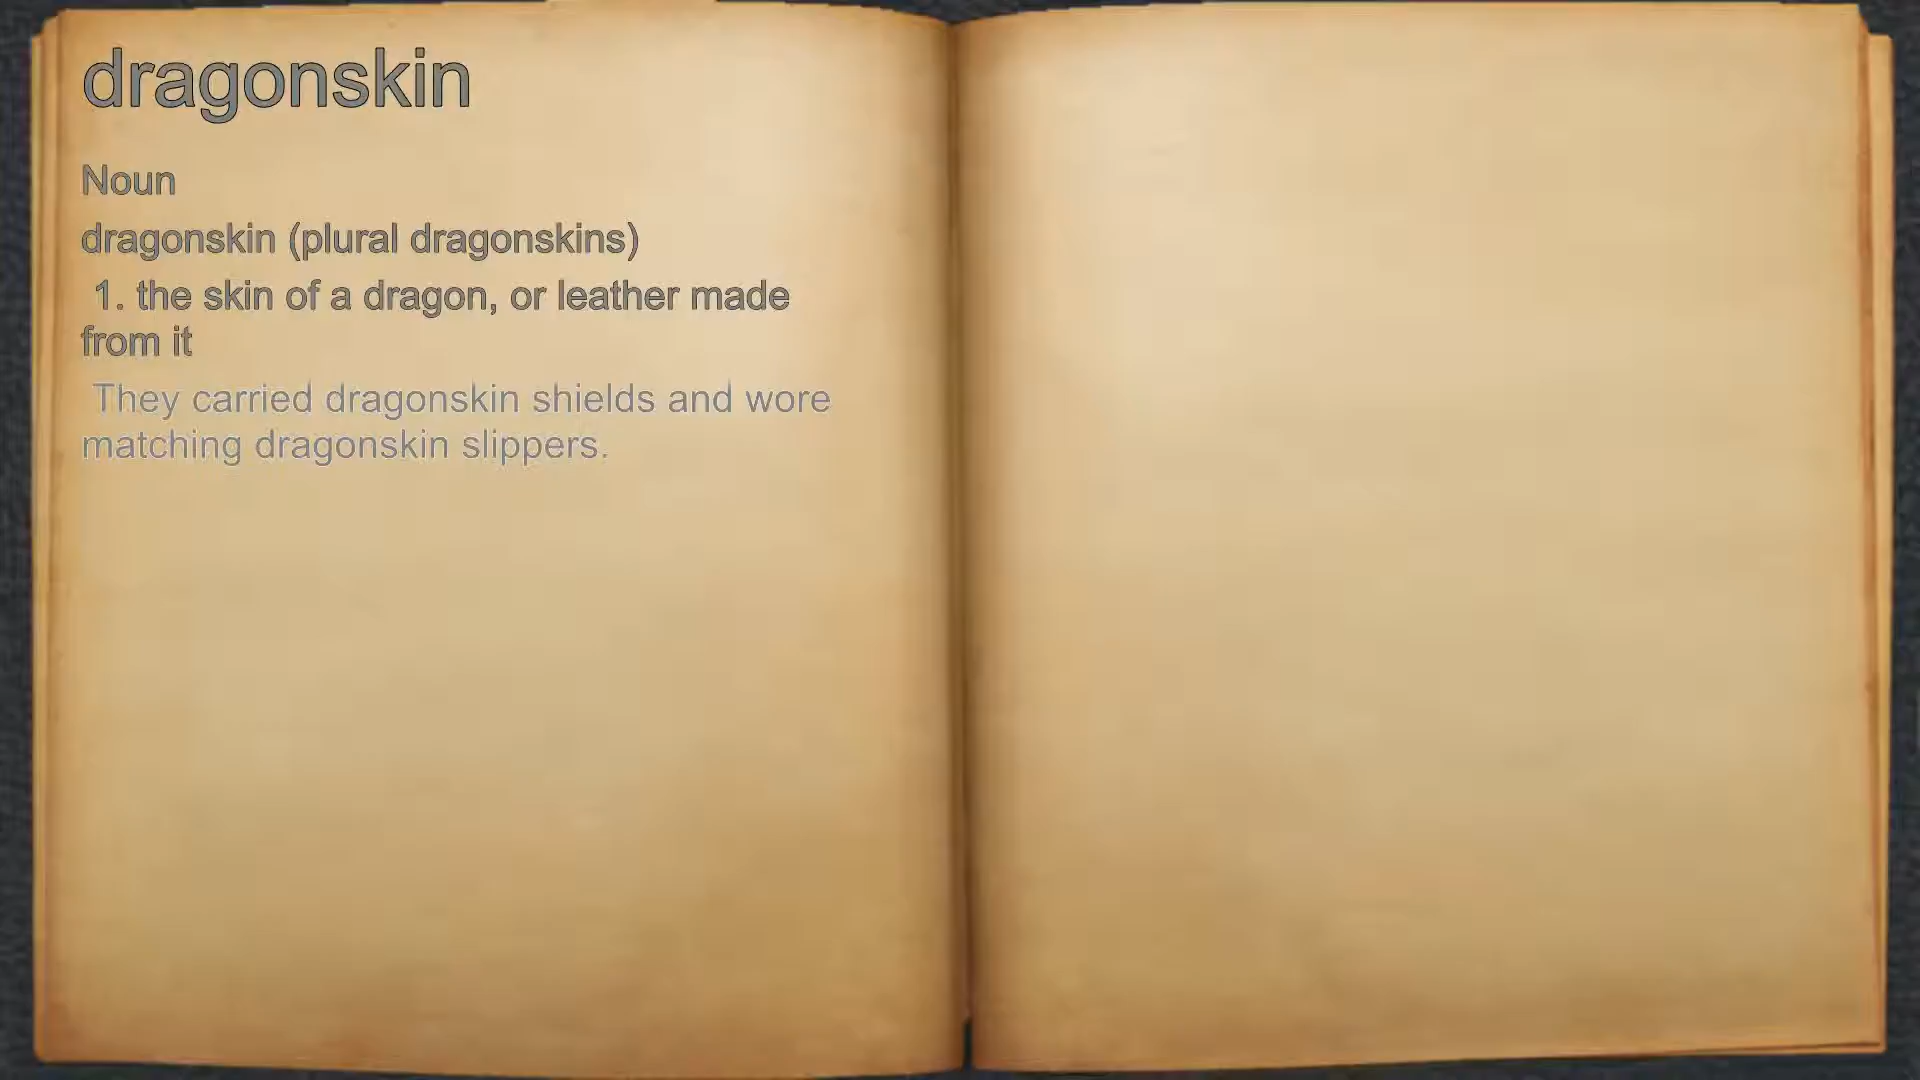 dragonskin
Noun
dragonskin (plural dragonskins)
1. the skin of a dragon, or leather made
from it
They carried dragonskin shields and wore
matching dragonskin slippers.